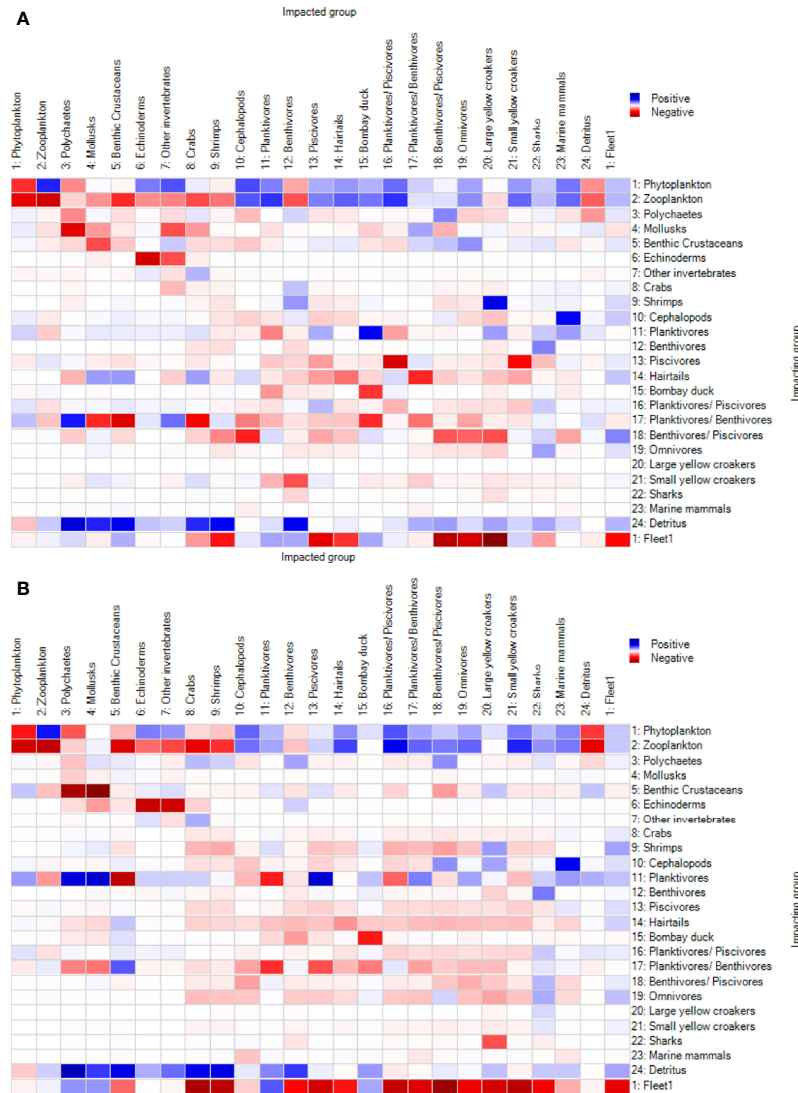 A
Impacted group
1: Phytoplankton
2: Zooplankton
3: Polychaetes
4: Mollusks
5: Benthic Crustaceans
6: Echinoderms
7: Other invertebrates
8: Crabs
9: Shrimps
10: Cephalopods
11: Planktivores
12: Benthivores
13: Piscivores
14: Hairtails
15: Bombay duck
16: Planktivores/ Piscivores
17: Planktivores/ Benthivores
18: Benthivores/ Piscivores
19: Omnivores
20: Large yellow croakers
21: Small yellow croakers
22: Sharks
23: Marine mammals
24: Detritus
1: Fleet1
Positive
Negative
1: Phytoplankton
2: Zooplankton
3: Polychaetes
4: Mollusks
5: Benthic Crustaceans
6: Echinoderms
7: Other invertebrates
8: Crabs
9: Shrimps
10: Cephalopods
11: Planktivores
12: Benthivores
13: Piscivores
14: Hairtails
15: Bombay duck
16: Planktivores/ Piscivores
17: Planktivores/ Benthivores
18: Benthivores/ Piscivores
19: Omnivores
20: Large yellow croakers
21: Small yellow croakers
22: Sharks
23: Marine mammals
24: Detritus
1: Fleet1
Impacting group
Impacted group
B
1: Phytoplankton
2: Zooplankton
3: Polychaetes
4: Mollusks
5: Benthic Crustaceans
6: Echinoderms
7: Other invertebrates
8: Crabs
9: Shrimps
10: Cephalopods
11: Planktivores
12: Benthivores
13: Piscivores
14: Hairtails
15: Bombay duck
16: Planktivores/ Piscivores
17: Planktivores/ Benthivores
18: Benthivores/ Piscivores
19: Omnivores
20: Large yellow croakers
21: Small yellow croakers
22: Sharks
23: Marine mammals
24: Detritus
1: Fleet1
Positive
Negative
1: Phytoplankton
2: Zooplankton
3: Polychaetes
4: Mollusks
5: Benthic Crustaceans
6: Echinoderms
7: Other invertebrates
8: Crabs
9: Shrimps
10: Cephalopods
11: Planktivores
12: Benthivores
13: Piscivores
14: Hairtails
15: Bombay duck
16: Planktivores/ Piscivores
17: Planktivores/ Benthivores
18: Benthivores/ Piscivores
19: Omnivores
20: Large yellow croakers
21: Small yellow croakers
22: Sharks
23: Marine mammals
24: Detritus
1: Fleet1
Impacting group